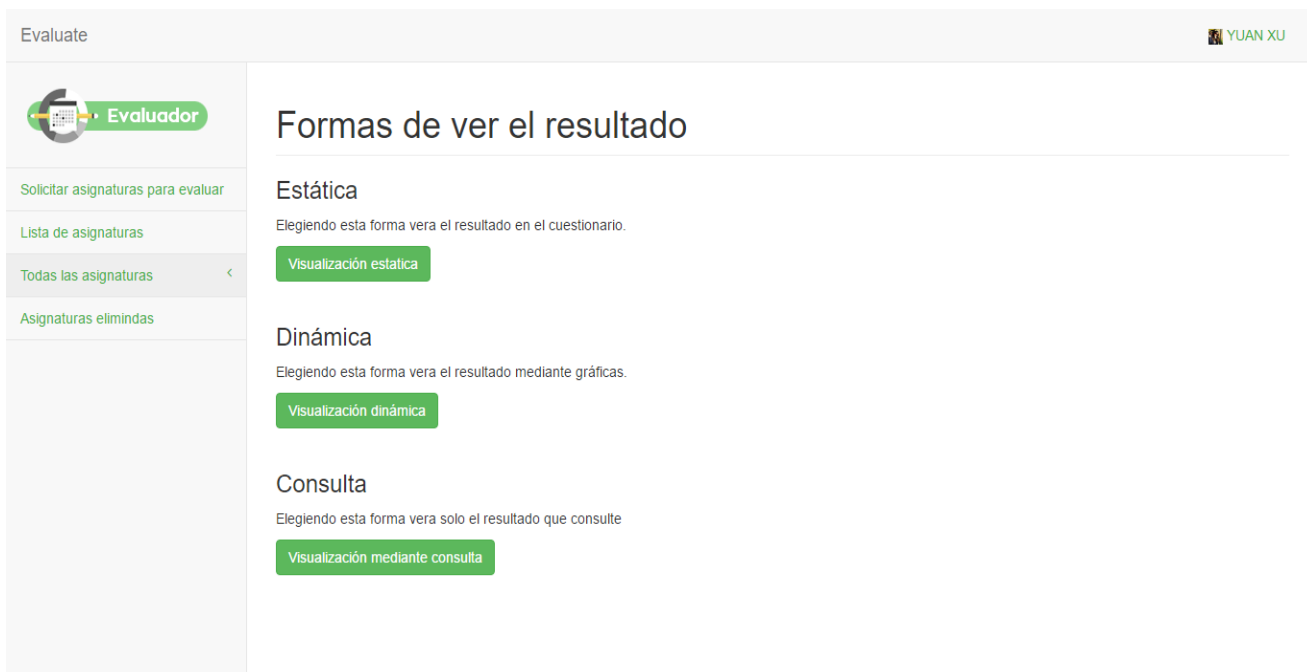 Evaluate
YUAN XU
Evaluador
Solicitar asignaturas para evaluar
Lista de asignaturas
Todas las asignaturas
Asignaturas elimindas
Formas de ver el resultado
Estática
Elegiendo esta forma vera el resultado en el cuestionario.
Visualización estatica
Dinámica
Elegiendo esta forma vera el resultado mediante gráficas.
Visualización dinámica
Consulta
Elegiendo esta forma vera solo el resultado que consulte
Visualización mediante consulta